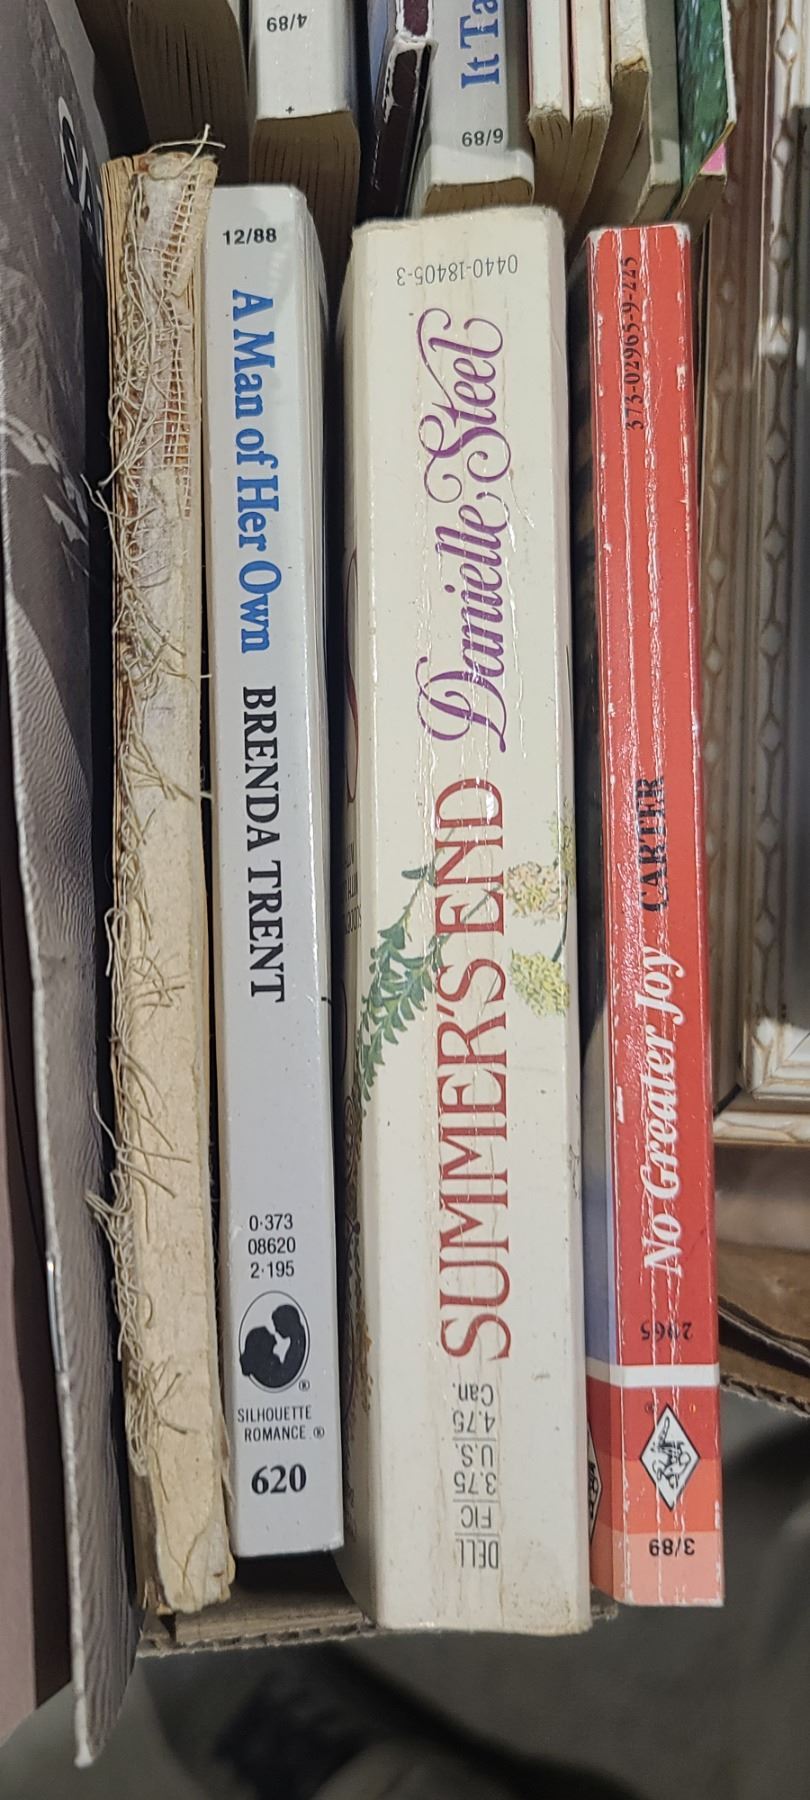 4/89
It Ta
6/89
12/88
A Man of Her Own BRENDA TRENT
0-373
08620
2-195
SILHOUETTE
ROMANCE ®
620
0440-18405-3
SUMMER'S END Danielle Steel
DELL FIC 3.75 U.S. 4.75 Can.
373-02965-9-225
No Greater Joy CARTER
2965
3/89